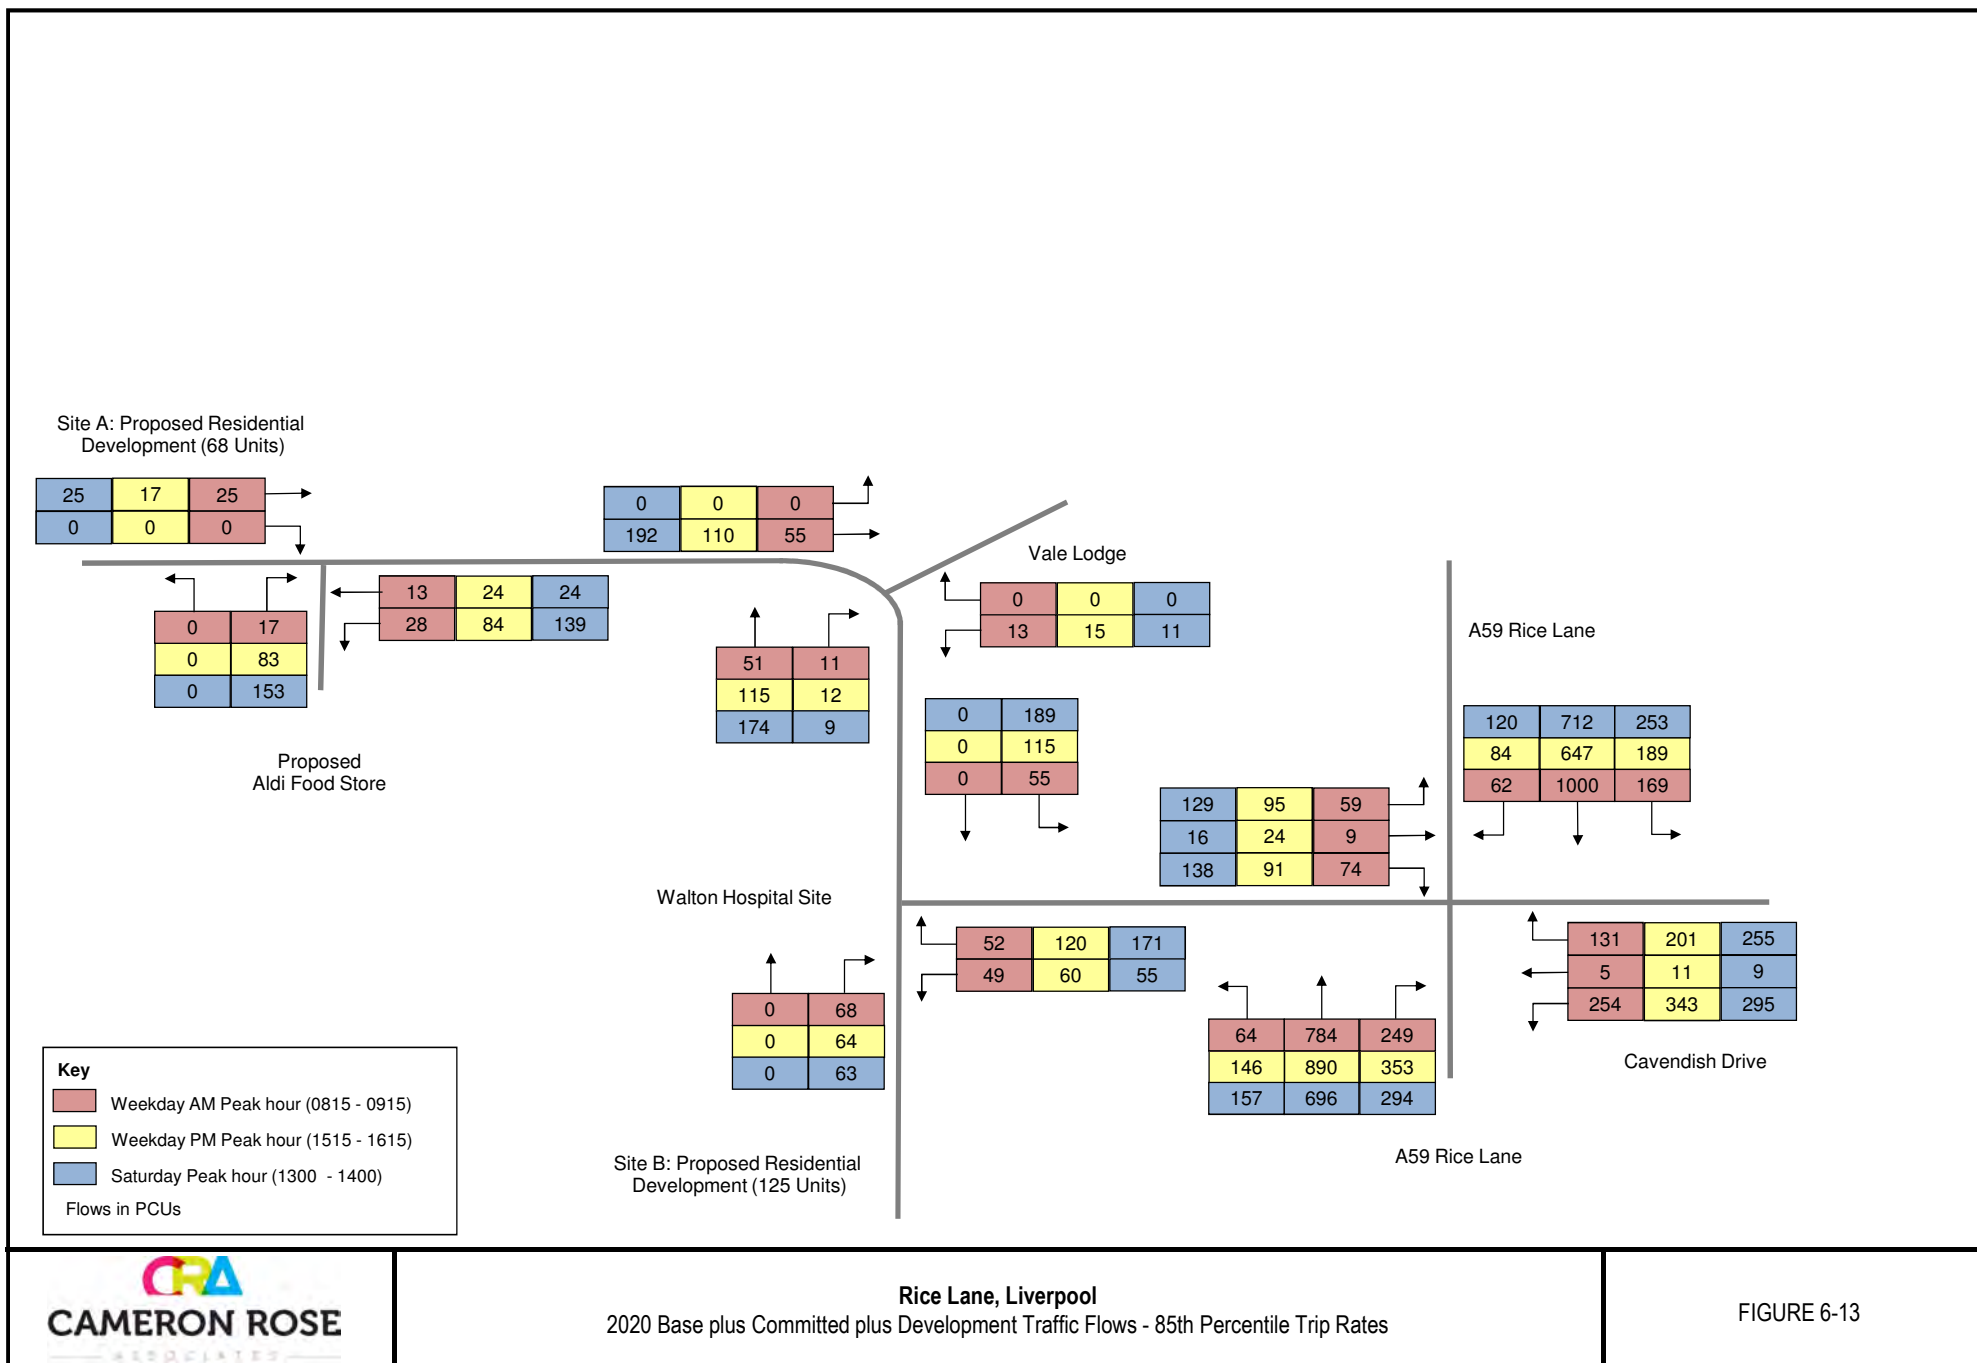 Site A: Proposed Residential
Development (68 Units)
25 17 25
0 0 0
0 0 0
192 110 55
Vale Lodge
13 24 24
28 84 139
0 17
0 83
0 153
0 0 0
13 15 11
A59 Rice Lane
51 11
115 12
174 9
0 189
0 115
0 55
120 712 253
84 647 189
62 1000 169
Proposed
Aldi Food Store
129 95 59
16 24 9
138 91 74
Walton Hospital Site
52 120 171
49 60 55
131 201 255
5 11 9
254 343 295
0 68
0 64
0 63
64 784 249
146 890 353
157 696 294
Cavendish Drive
A59 Rice Lane
Site B: Proposed Residential
Development (125 Units)
Key
Weekday AM Peak hour (0815 - 0915)
Weekday PM Peak hour (1515 - 1615)
Saturday Peak hour (1300 - 1400)
Flows in PCUs
CRA
CAMERON ROSE
ASSOCIATES
Rice Lane, Liverpool
2020 Base plus Committed plus Development Traffic Flows - 85th Percentile Trip Rates
FIGURE 6-13